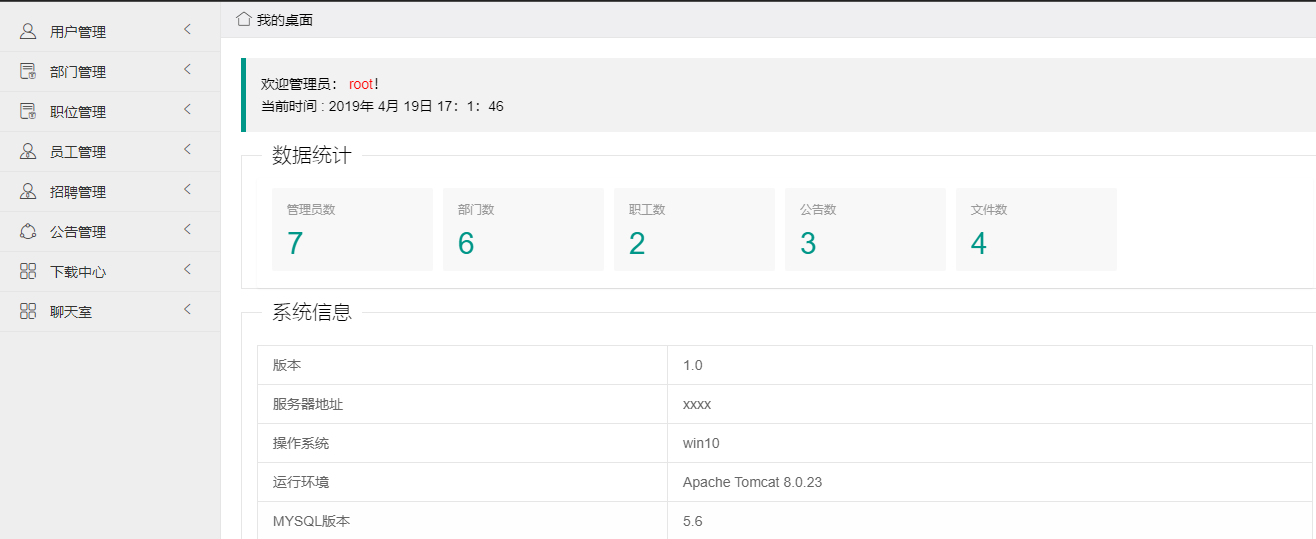 用户管理
部门管理
职位管理
员工管理
招聘管理
公告管理
下载中心
聊天室
我的桌面
欢迎管理员： root！
当前时间 : 2019年 4月 19日 17：1：46
数据统计
管理员数 部门数 职工数 公告数 文件数
7 6 2 3 4
系统信息
版本 1.0
服务器地址 xxxx
操作系统 win10
运行环境 Apache Tomcat 8.0.23
MYSQL版本 5.6